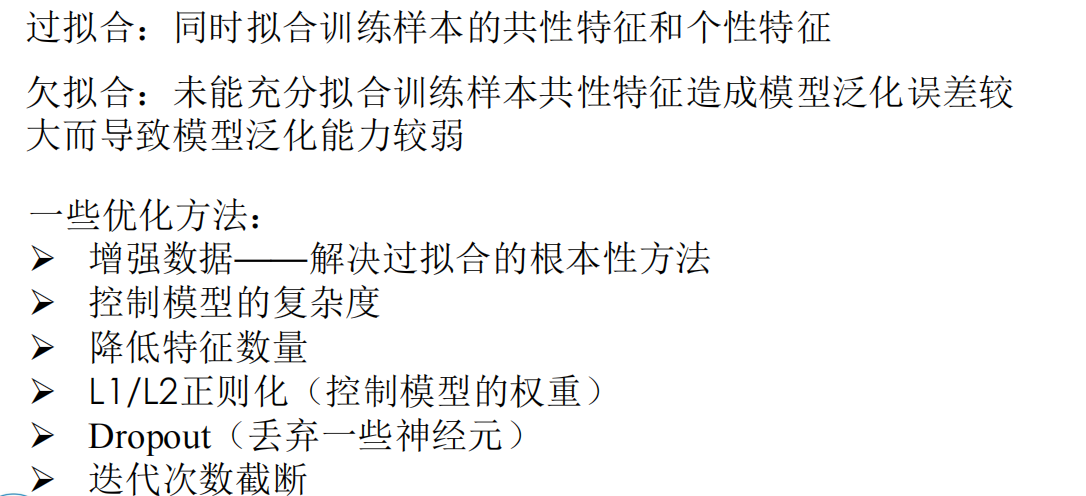 过拟合：同时拟合训练样本的共性特征和个性特征
欠拟合：未能充分拟合训练样本共性特征造成模型泛化误差较
大而导致模型泛化能力较弱
一些优化方法：
➢ 增强数据——解决过拟合的根本性方法
➢ 控制模型的复杂度
➢ 降低特征数量
➢ L1/L2正则化（控制模型的权重）
➢ Dropout（丢弃一些神经元）
➢ 迭代次数截断